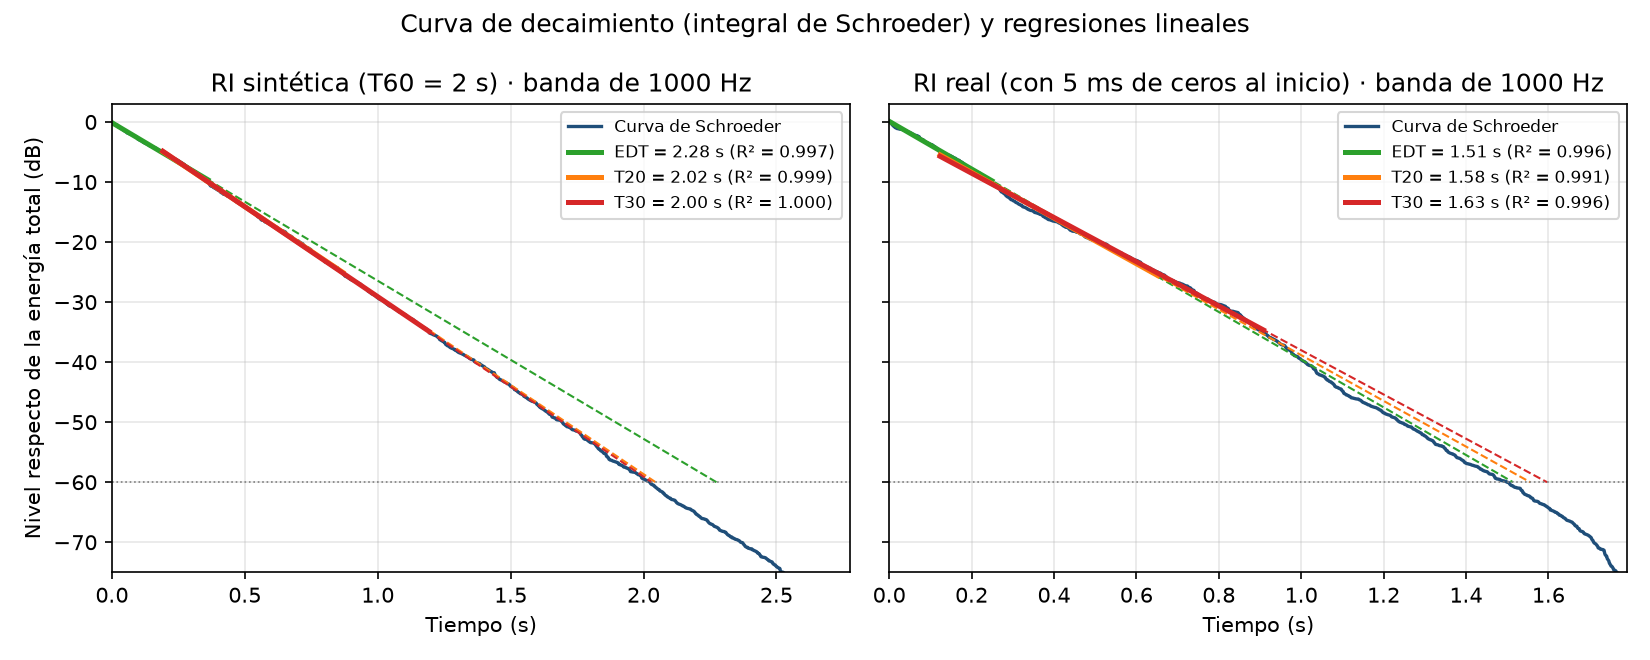 Curva de decaimiento (integral de Schroeder) y regresiones lineales
RI sintética (T60 = 2 s) · banda de 1000 Hz
Nivel respecto de la energía total (dB)
0
−10
−20
−30
−40
−50
−60
−70
Curva de Schroeder
EDT = 2.28 s (R² = 0.997)
T20 = 2.02 s (R² = 0.999)
T30 = 2.00 s (R² = 1.000)
0.0 0.5 1.0 1.5 2.0 2.5
Tiempo (s)
RI real (con 5 ms de ceros al inicio) · banda de 1000 Hz
Curva de Schroeder
EDT = 1.51 s (R² = 0.996)
T20 = 1.58 s (R² = 0.991)
T30 = 1.63 s (R² = 0.996)
0.0 0.2 0.4 0.6 0.8 1.0 1.2 1.4 1.6
Tiempo (s)